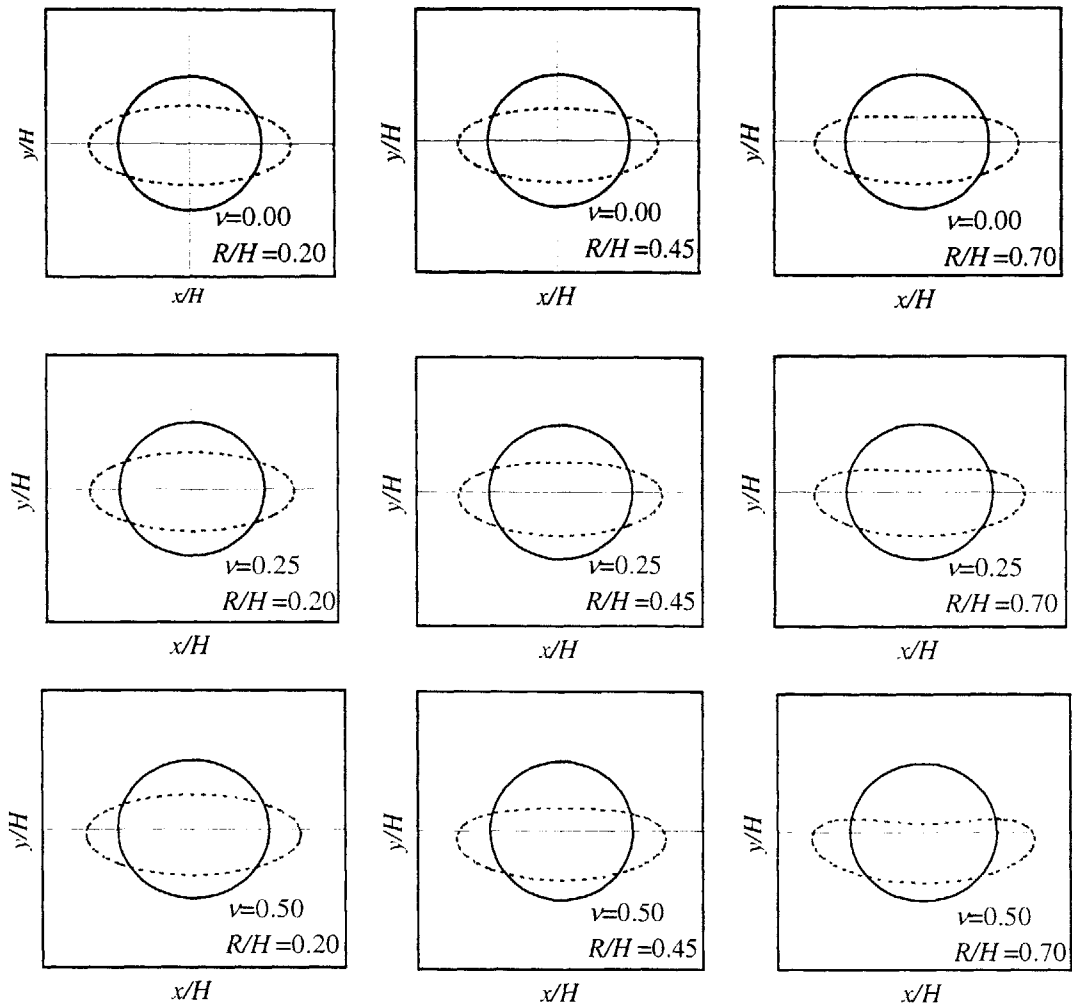 y/H
ν=0.00
R/H=0.20
x/H
y/H
ν=0.00
R/H=0.45
x/H
y/H
ν=0.00
R/H=0.70
x/H
y/H
ν=0.25
R/H=0.20
x/H
y/H
ν=0.25
R/H=0.45
x/H
y/H
ν=0.25
R/H=0.70
x/H
y/H
ν=0.50
R/H=0.20
x/H
y/H
ν=0.50
R/H=0.45
x/H
y/H
ν=0.50
R/H=0.70
x/H